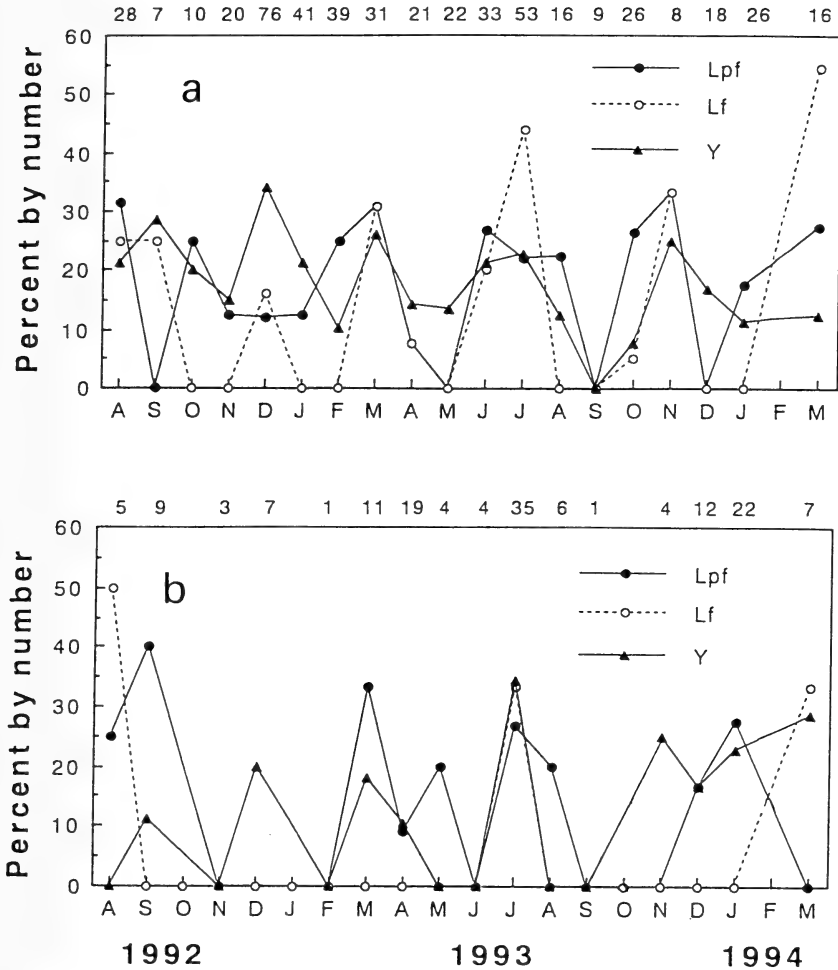 28 7 10 20 76 41 39 31 21 22 33 53 16 9 26 8 18 26 16
60
50
40
30
20
10
0
Percent by number
a
Lpf
Lf
Y
A S O N D J F M A M J J A S O N D J F M
5 9 3 7 1 11 19 4 4 35 6 1 4 12 22 7
60
50
40
30
20
10
0
Percent by number
b
Lpf
Lf
Y
A S O N D J F M A M J J A S O N D J F M
1992 1993 1994